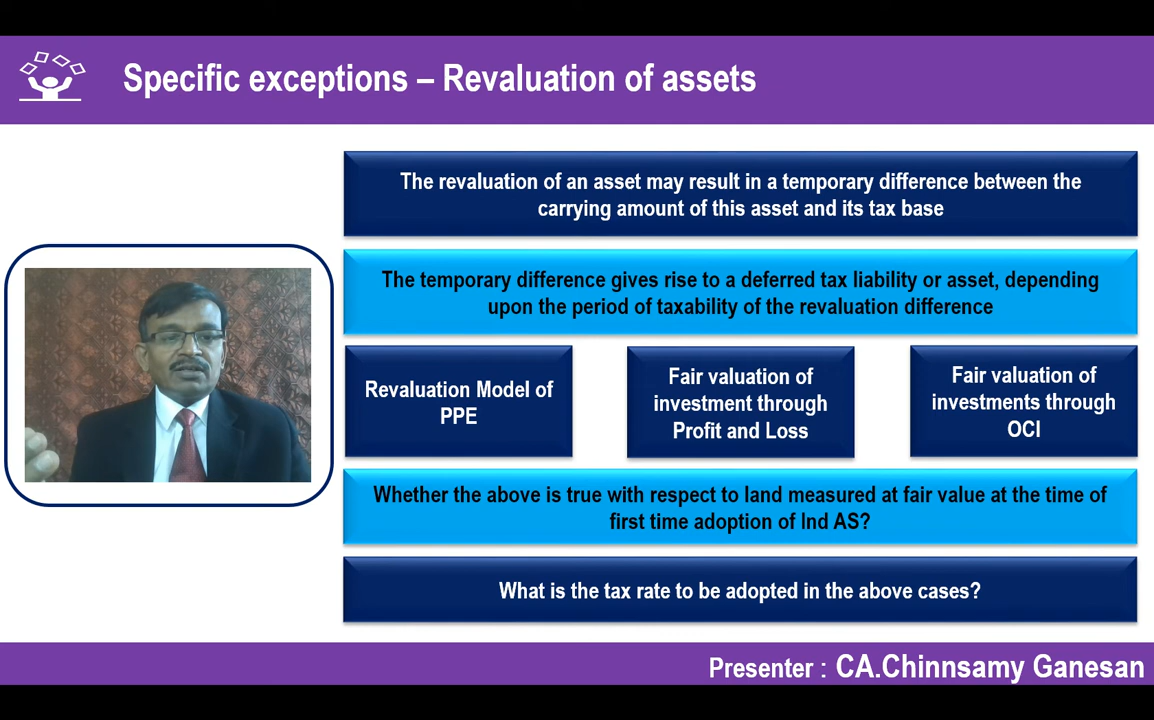 Specific exceptions – Revaluation of assets
The revaluation of an asset may result in a temporary difference between the
carrying amount of this asset and its tax base
The temporary difference gives rise to a deferred tax liability or asset, depending
upon the period of taxability of the revaluation difference
Revaluation Model of
PPE
Fair valuation of
investment through
Profit and Loss
Fair valuation of
investments through
OCI
Whether the above is true with respect to land measured at fair value at the time of
first time adoption of Ind AS?
What is the tax rate to be adopted in the above cases?
Presenter : CA.Chinnsamy Ganesan